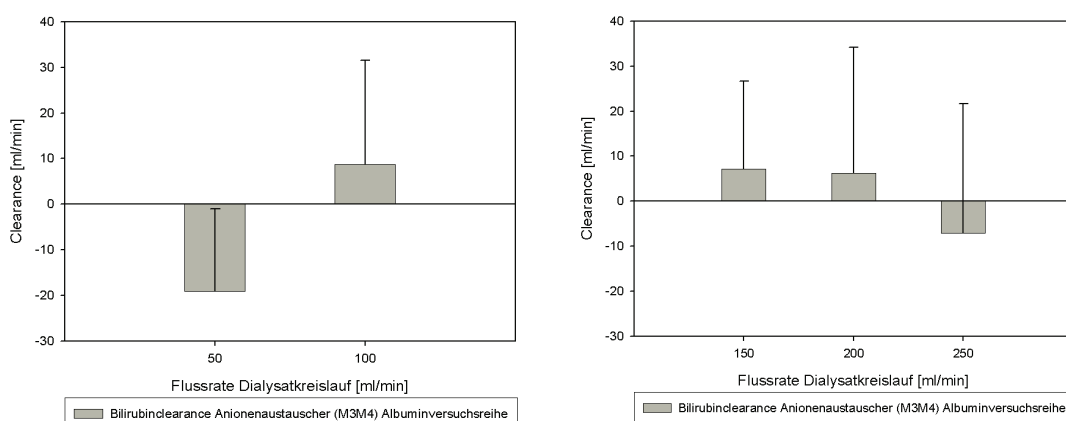 40
30
20
10
0
-10
-20
-30
Clearance [ml/min]
50 100
Flussrate Dialysatkreislauf [ml/min]
Bilirubinclearance Anionenaustauscher (M3M4) Albuminversuchsreihe
40
30
20
10
0
-10
-20
-30
Clearance [ml/min]
150 200 250
Flussrate Dialysatkreislauf [ml/min]
Bilirubinclearance Anionenaustauscher (M3M4) Albuminversuchsreihe